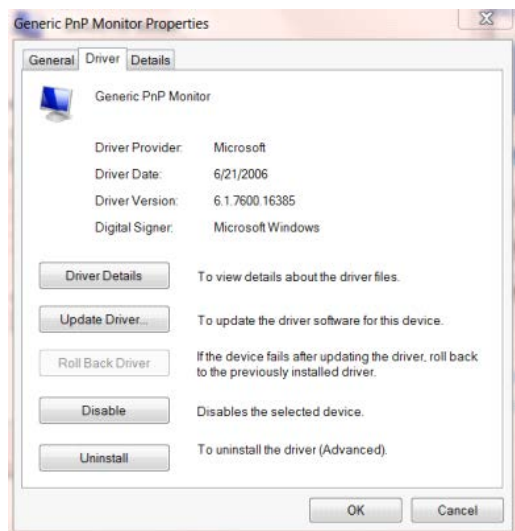 Generic PnP Monitor Properties
General Driver Details
Generic PnP Monitor
Driver Provider: Microsoft
Driver Date: 6/21/2006
Driver Version: 6.1.7600.16385
Digital Signer: Microsoft Windows
Driver Details To view details about the driver files.
Update Driver... To update the driver software for this device.
Roll Back Driver If the device fails after updating the driver, roll back
to the previously installed driver.
Disable Disables the selected device.
Uninstall To uninstall the driver (Advanced).
OK Cancel